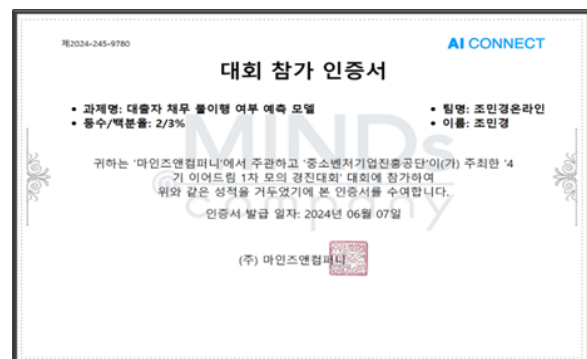 제2024-245-9780
AI CONNECT
대회 참가 인증서
• 과제명: 대출자 채무 불이행 여부 예측 모델
• 등수/백분율: 2/3%
• 팀명: 조민경온라인
• 이름: 조민경
MINDs
@company
귀하는 '마인즈앤컴퍼니'에서 주관하고 '중소벤처기업진흥공단'이(가) 주최한 '4
기 이어드림 1차 모의 경진대회' 대회에 참가하여
위와 같은 성적을 거두었기에 본 인증서를 수여합니다.
인증서 발급 일자: 2024년 06월 07일
(주) 마인즈앤컴퍼니